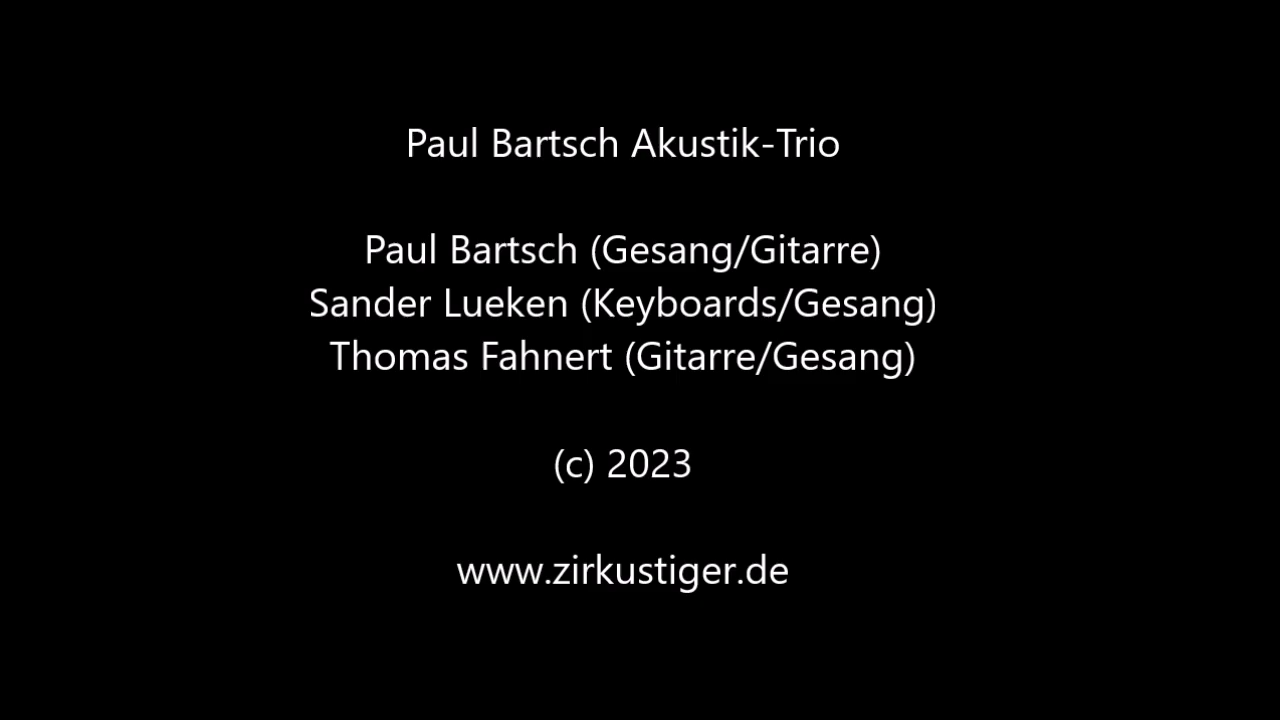 Paul Bartsch Akustik-Trio
Paul Bartsch (Gesang/Gitarre)
Sander Lueken (Keyboards/Gesang)
Thomas Fahnert (Gitarre/Gesang)
(c) 2023
www.zirkustiger.de